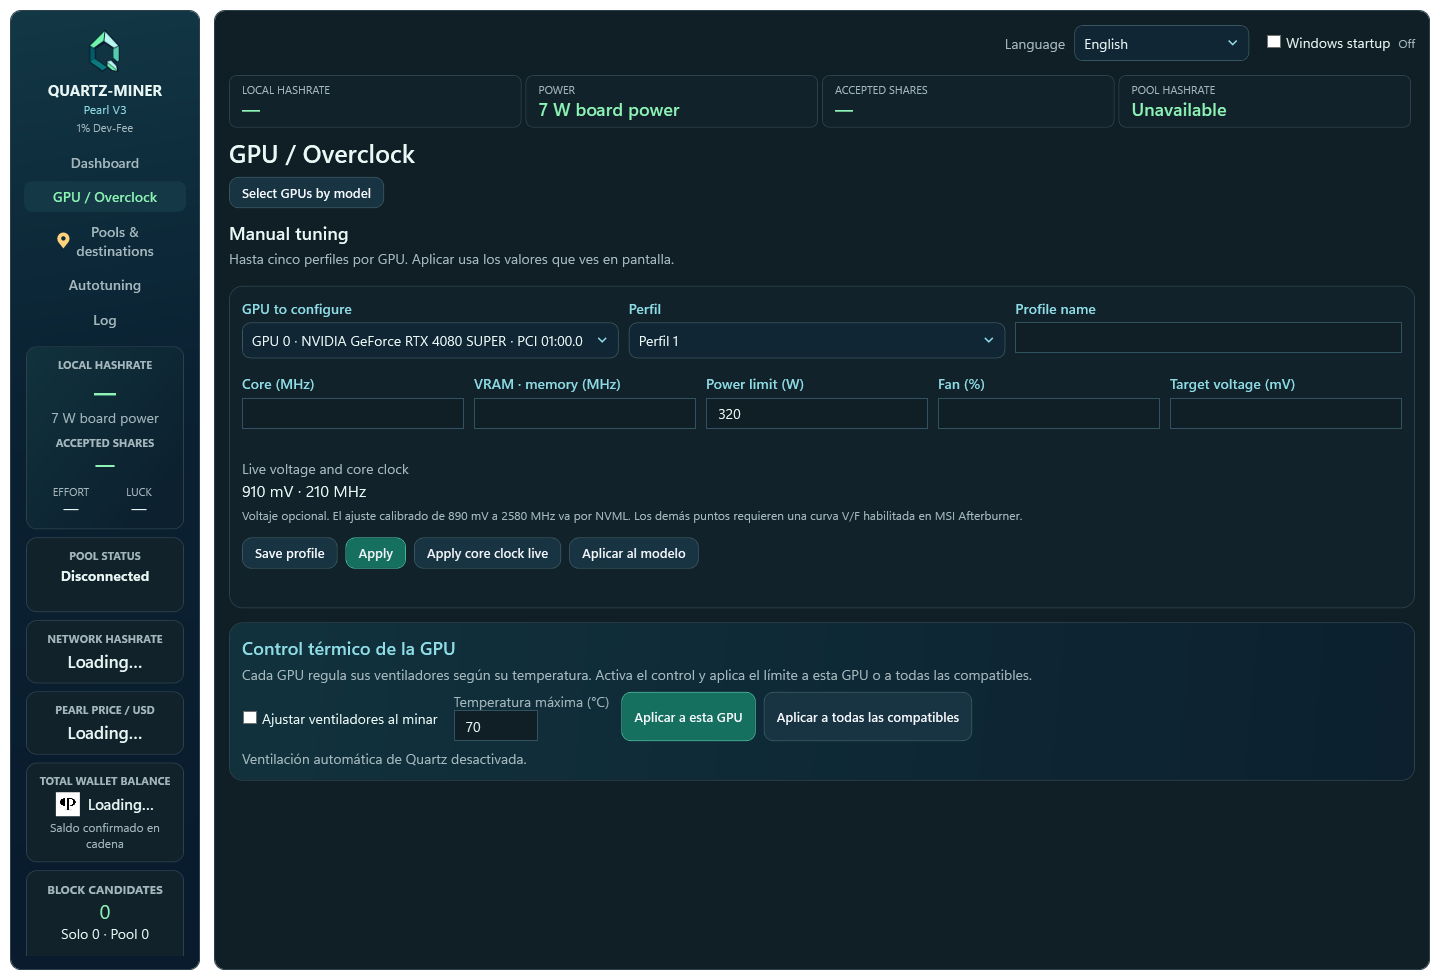 QUARTZ-MINER
Pearl V3
1% Dev-Fee
Dashboard
GPU / Overclock
Pools &
destinations
Autotuning
Log
LOCAL HASHRATE
—
7 W board power
ACCEPTED SHARES
—
EFFORT LUCK
— —
POOL STATUS
Disconnected
NETWORK HASHRATE
Loading...
PEARL PRICE / USD
Loading...
TOTAL WALLET BALANCE
Loading...
Saldo confirmado en
cadena
BLOCK CANDIDATES
0
Solo 0 · Pool 0
Language English Windows startup Off
LOCAL HASHRATE
—
POWER
7 W board power
ACCEPTED SHARES
—
POOL HASHRATE
Unavailable
GPU / Overclock
Select GPUs by model
Manual tuning
Hasta cinco perfiles por GPU. Aplicar usa los valores que ves en pantalla.
GPU to configure Perfil Profile name
GPU 0 · NVIDIA GeForce RTX 4080 SUPER · PCI 01:00.0 Perfil 1
Core (MHz) VRAM · memory (MHz) Power limit (W) Fan (%) Target voltage (mV)
320
Live voltage and core clock
910 mV · 210 MHz
Voltaje opcional. El ajuste calibrado de 890 mV a 2580 MHz va por NVML. Los demás puntos requieren una curva V/F habilitada en MSI Afterburner.
Save profile Apply Apply core clock live Aplicar al modelo
Control térmico de la GPU
Cada GPU regula sus ventiladores según su temperatura. Activa el control y aplica el límite a esta GPU o a todas las compatibles.
Temperatura máxima (°C)
Ajustar ventiladores al minar 70 Aplicar a esta GPU Aplicar a todas las compatibles
Ventilación automática de Quartz desactivada.